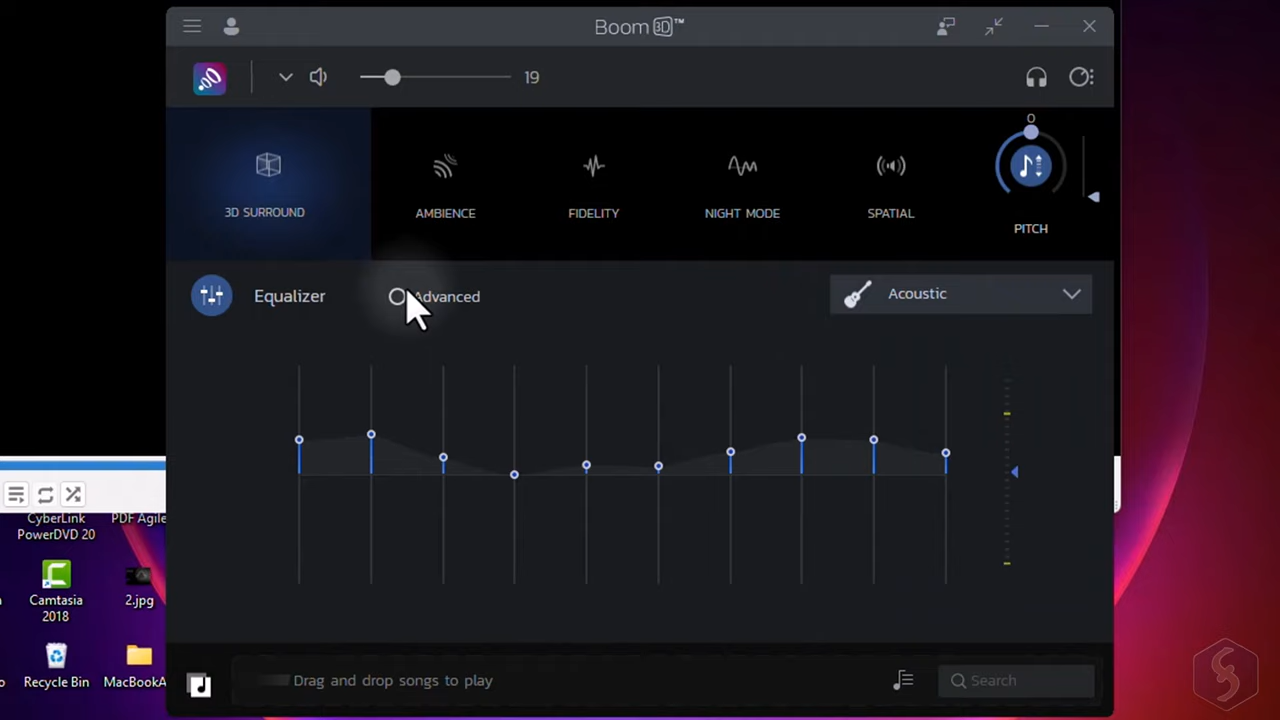 Boom 3D™
19
3D SURROUND
AMBIENCE
FIDELITY
NIGHT MODE
SPATIAL
0
PITCH
Equalizer
Advanced
Acoustic
CyberLink
PowerDVD 20
PDF Agile
Camtasia
2018
2.jpg
Recycle Bin
MacBookA
Drag and drop songs to play
Search